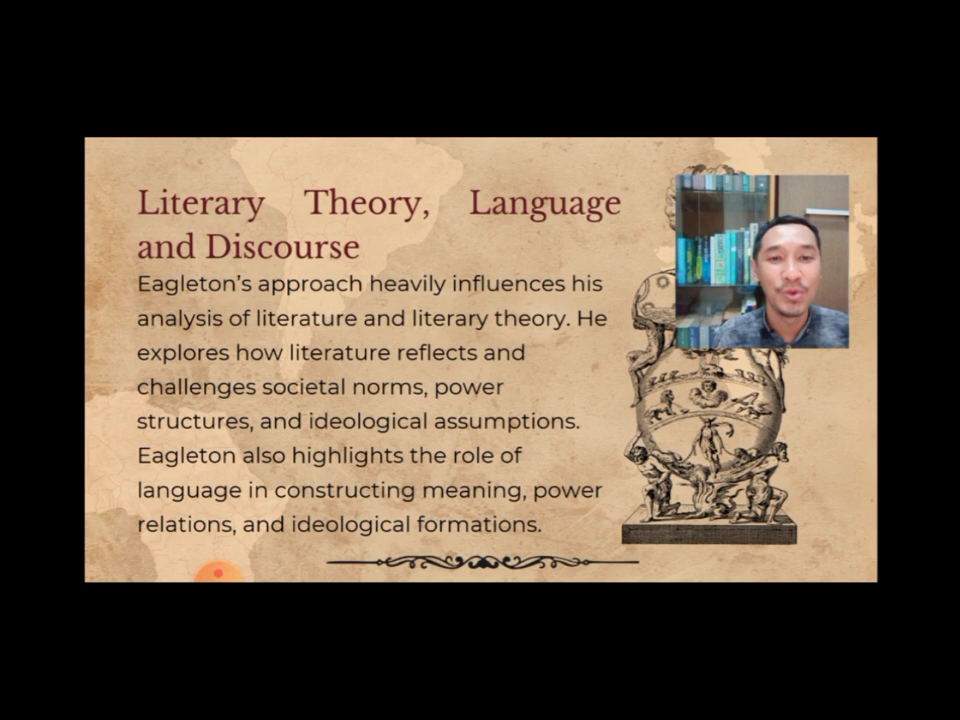 Literary Theory, Language
and Discourse
Eagleton’s approach heavily influences his
analysis of literature and literary theory. He
explores how literature reflects and
challenges societal norms, power
structures, and ideological assumptions.
Eagleton also highlights the role of
language in constructing meaning, power
relations, and ideological formations.